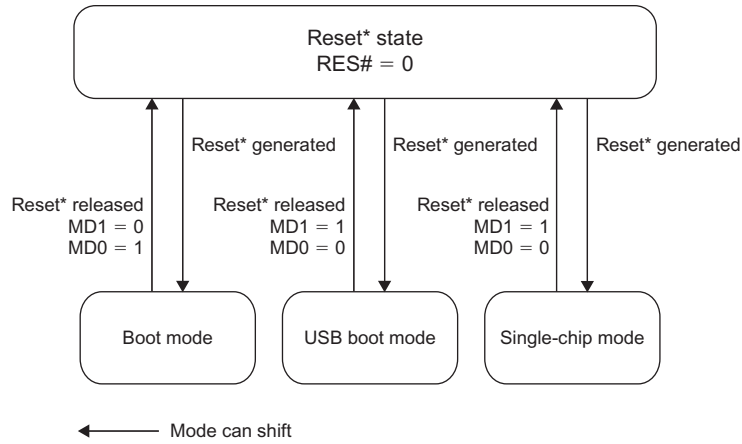 Reset* state
RES# = 0
Reset* generated
Reset* generated
Reset* generated
Reset* released
MD1 = 0
MD0 = 1
Reset* released
MD1 = 1
MD0 = 0
Reset* released
MD1 = 1
MD0 = 0
Boot mode
USB boot mode
Single-chip mode
Mode can shift